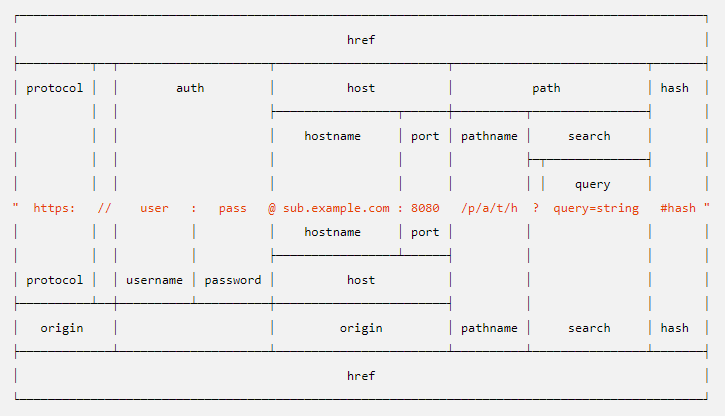 href
protocol auth host path hash
hostname port pathname search
query
" https: // user : pass @ sub.example.com : 8080 /p/a/t/h ? query=string #hash "
hostname port
protocol username password host
origin origin pathname search hash
href